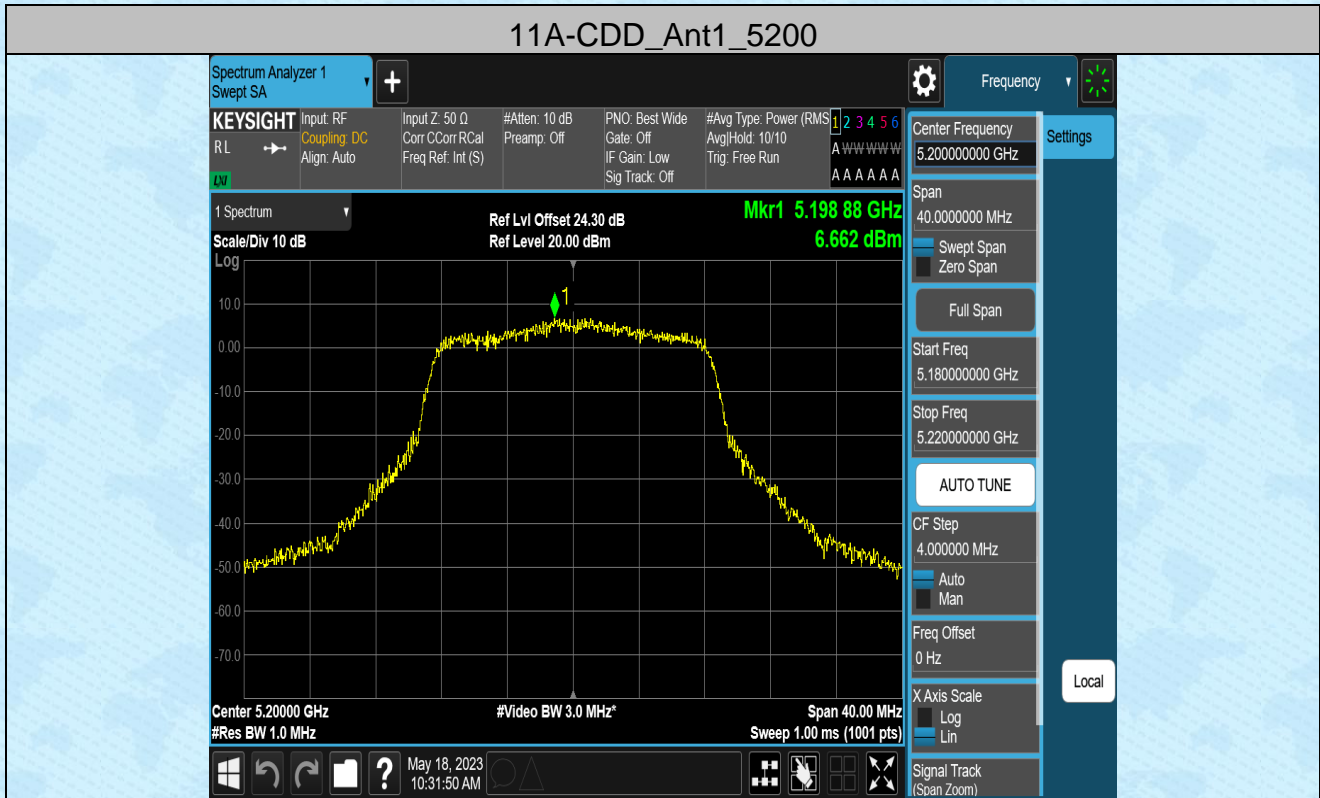 11A-CDD_Ant1_5200
Spectrum Analyzer 1
Swept SA
Frequency
KEYSIGHT
RL
LXI
Input: RF
Coupling: DC
Align: Auto
Input Z: 50 Ω
Corr CCorr RCal
Freq Ref: Int (S)
#Atten: 10 dB
Preamp: Off
PNO: Best Wide
Gate: Off
IF Gain: Low
Sig Track: Off
#Avg Type: Power (RMS
Avg|Hold: 10/10
Trig: Free Run
1 2 3 4 5 6
A W W W W W
A A A A A A
1 Spectrum
Scale/Div 10 dB
Log
Ref Lvl Offset 24.30 dB
Ref Level 20.00 dBm
Mkr1 5.198 88 GHz
6.662 dBm
1
10.0
0.00
-10.0
-20.0
-30.0
-40.0
-50.0
-60.0
-70.0
Center 5.20000 GHz
#Res BW 1.0 MHz
#Video BW 3.0 MHz*
Span 40.00 MHz
Sweep 1.00 ms (1001 pts)
?
May 18, 2023
10:31:50 AM
Center Frequency
5.200000000 GHz
Span
40.0000000 MHz
Swept Span
Zero Span
Full Span
Start Freq
5.180000000 GHz
Stop Freq
5.220000000 GHz
AUTO TUNE
CF Step
4.000000 MHz
Auto
Man
Freq Offset
0 Hz
X Axis Scale
Log
Lin
Signal Track
(Span Zoom)
Settings
Local